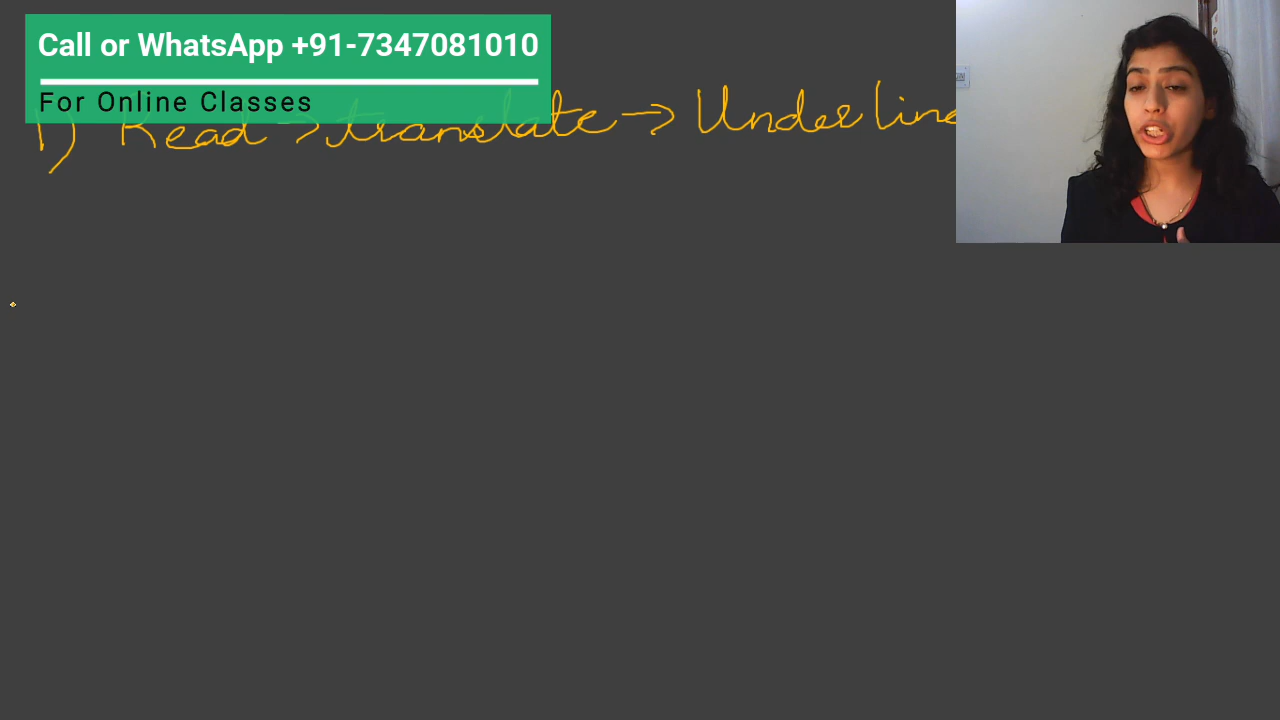 Call or WhatsApp +91-7347081010
For Online Classes
1) Read → translate → Underline